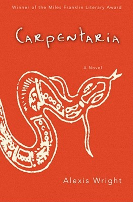 Winner of the Miles Franklin Literary Award
CARPENTARIA
A Novel
Alexis Wright